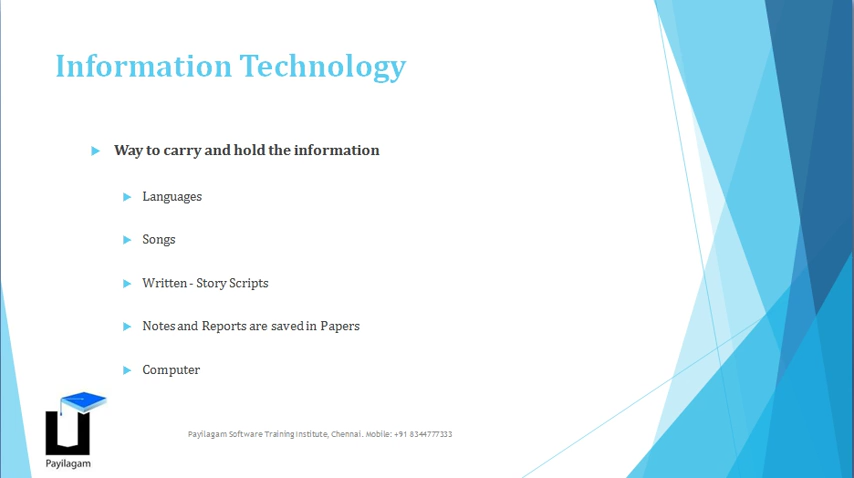 Information Technology
Way to carry and hold the information
Languages
Songs
Written - Story Scripts
Notes and Reports are saved in Papers
Computer
Payilagam Software Training Institute, Chennai. Mobile: +91 8344777333
Payilagam